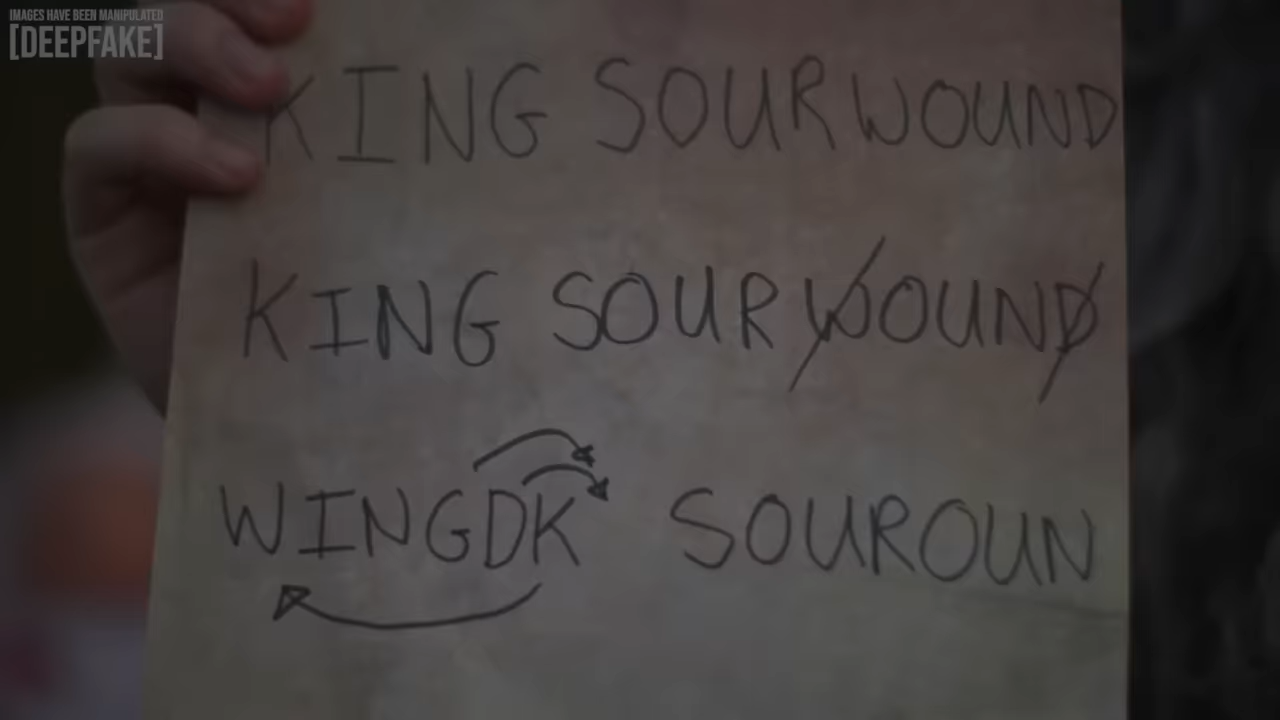 IMAGES HAVE BEEN MANIPULATED
[DEEPFAKE]
KING SOURWOUND
KING SOURWOUND
WINGDK SOUROUN